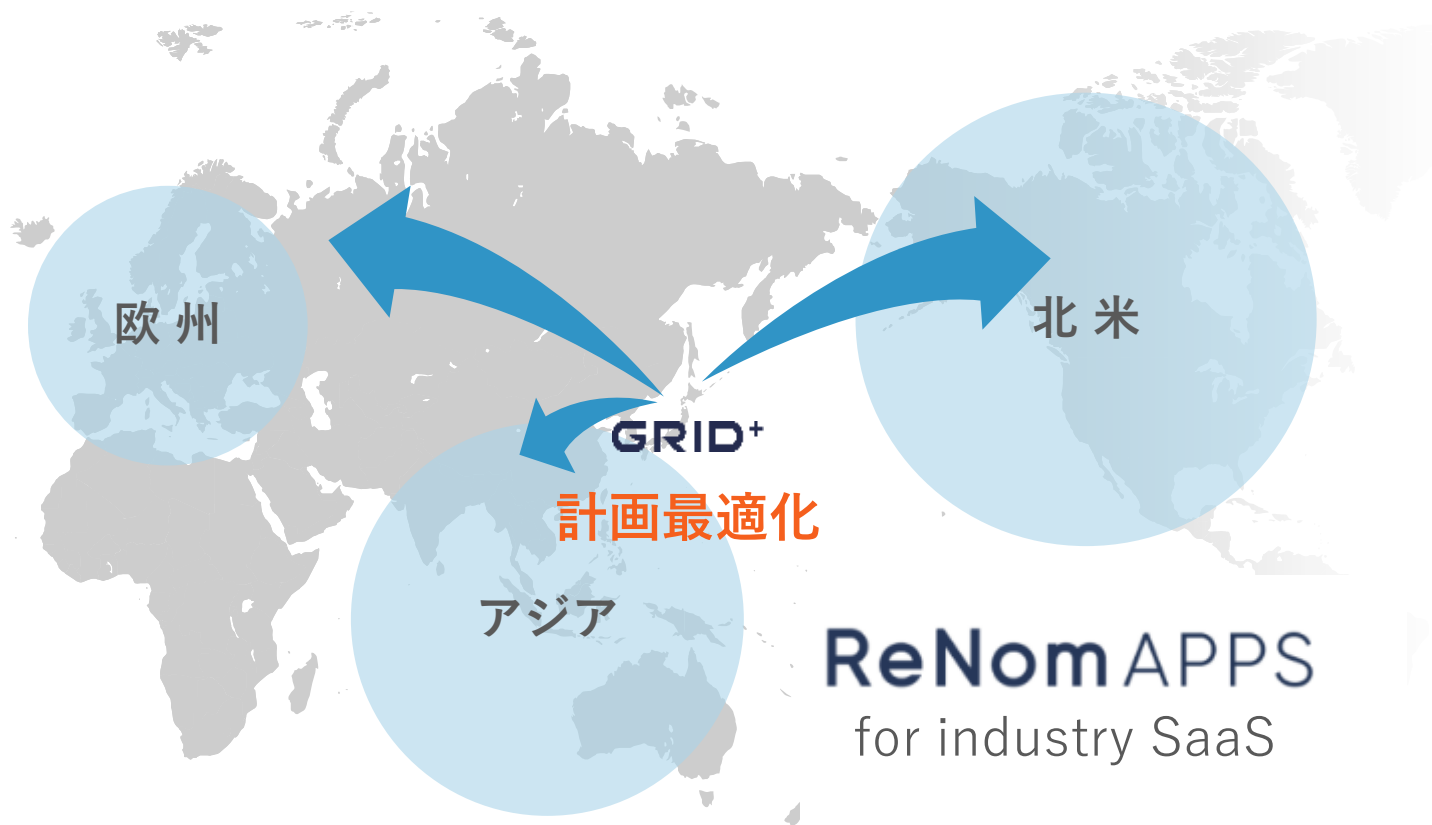 欧州
北米
GRID+
計画最適化
アジア
ReNom APPS
for industry SaaS